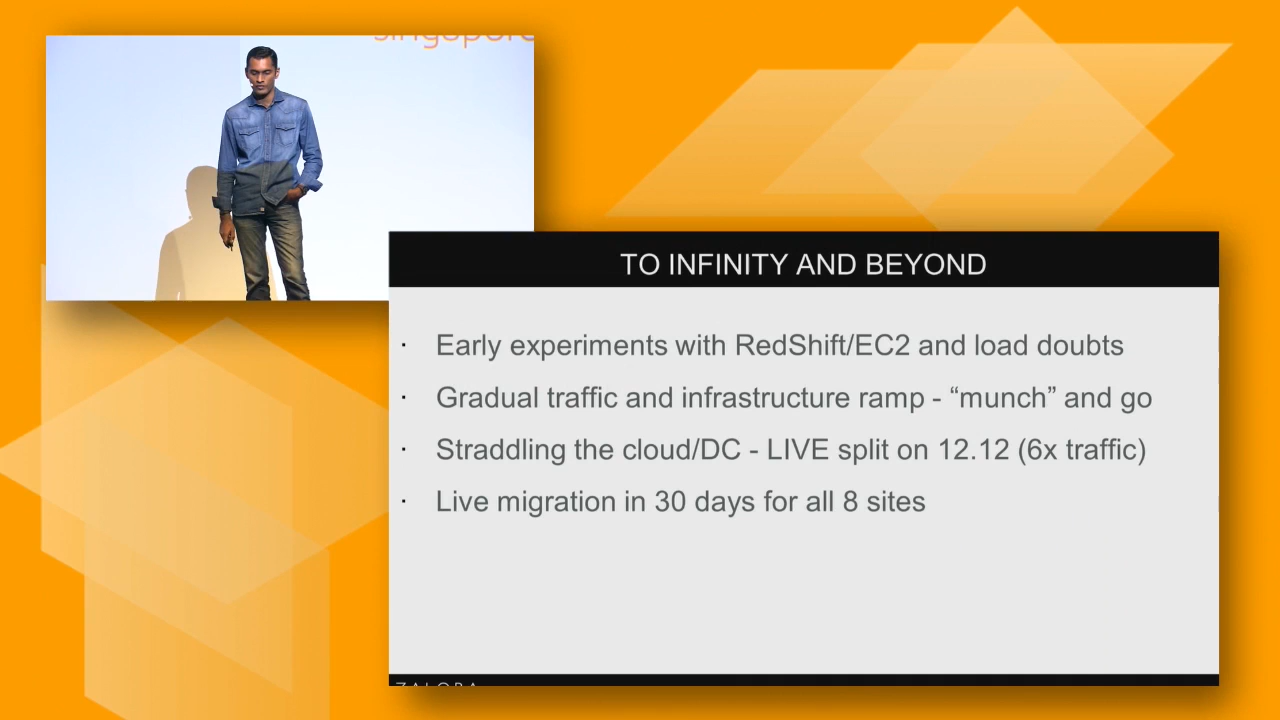 singapore
TO INFINITY AND BEYOND
· Early experiments with RedShift/EC2 and load doubts
· Gradual traffic and infrastructure ramp - “munch” and go
· Straddling the cloud/DC - LIVE split on 12.12 (6x traffic)
· Live migration in 30 days for all 8 sites
ZALORA